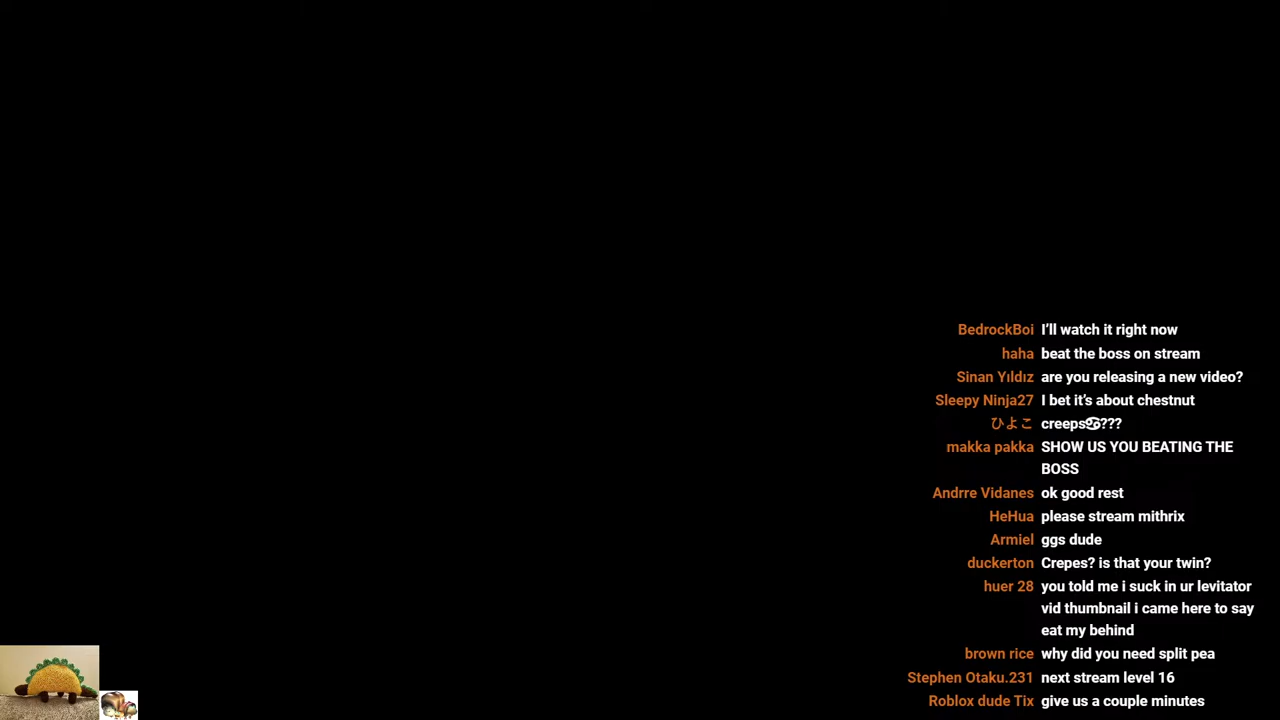 BedrockBoi I’ll watch it right now
haha beat the boss on stream
Sinan Yıldız are you releasing a new video?
Sleepy Ninja27 I bet it’s about chestnut
ひよこ creeps♋???
makka pakka SHOW US YOU BEATING THE
BOSS
Andrre Vidanes ok good rest
HeHua please stream mithrix
Armiel ggs dude
duckerton Crepes? is that your twin?
huer 28 you told me i suck in ur levitator
vid thumbnail i came here to say
eat my behind
brown rice why did you need split pea
Stephen Otaku.231 next stream level 16
Roblox dude Tix give us a couple minutes